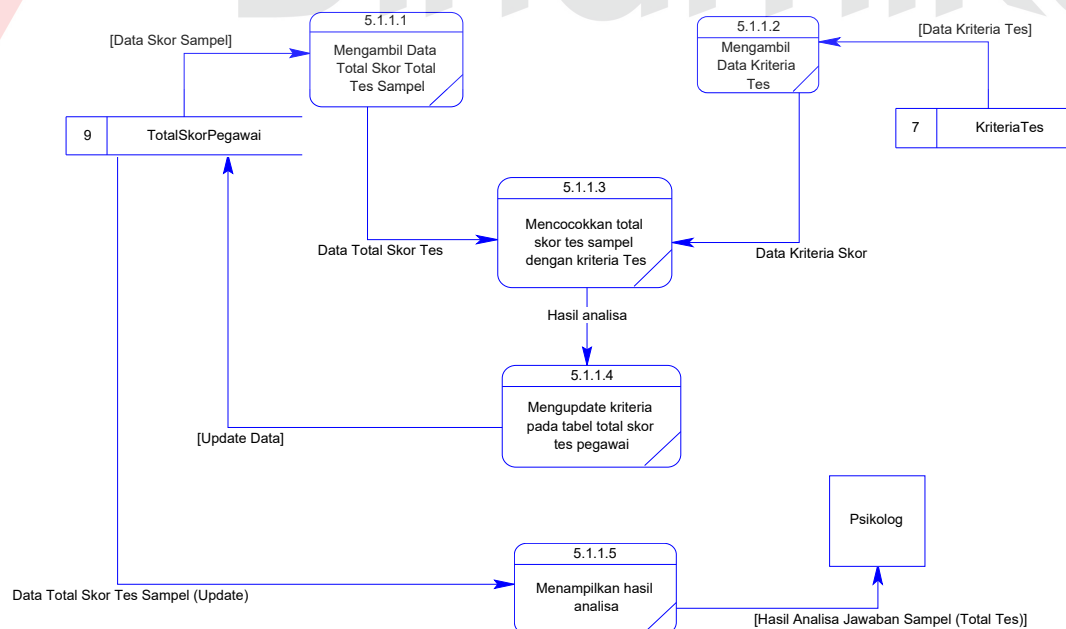 5.1.1.1
Mengambil Data
Total Skor Total
Tes Sampel
[Data Skor Sampel]
5.1.1.2
Mengambil
Data Kriteria
Tes
[Data Kriteria Tes]
9
TotalSkorPegawai
7
KriteriaTes
5.1.1.3
Mencocokkan total
skor tes sampel
dengan kriteria Tes
Data Total Skor Tes
Data Kriteria Skor
Hasil analisa
5.1.1.4
Mengupdate kriteria
pada tabel total skor
tes pegawai
[Update Data]
Psikolog
5.1.1.5
Menampilkan hasil
analisa
Data Total Skor Tes Sampel (Update)
[Hasil Analisa Jawaban Sampel (Total Tes)]